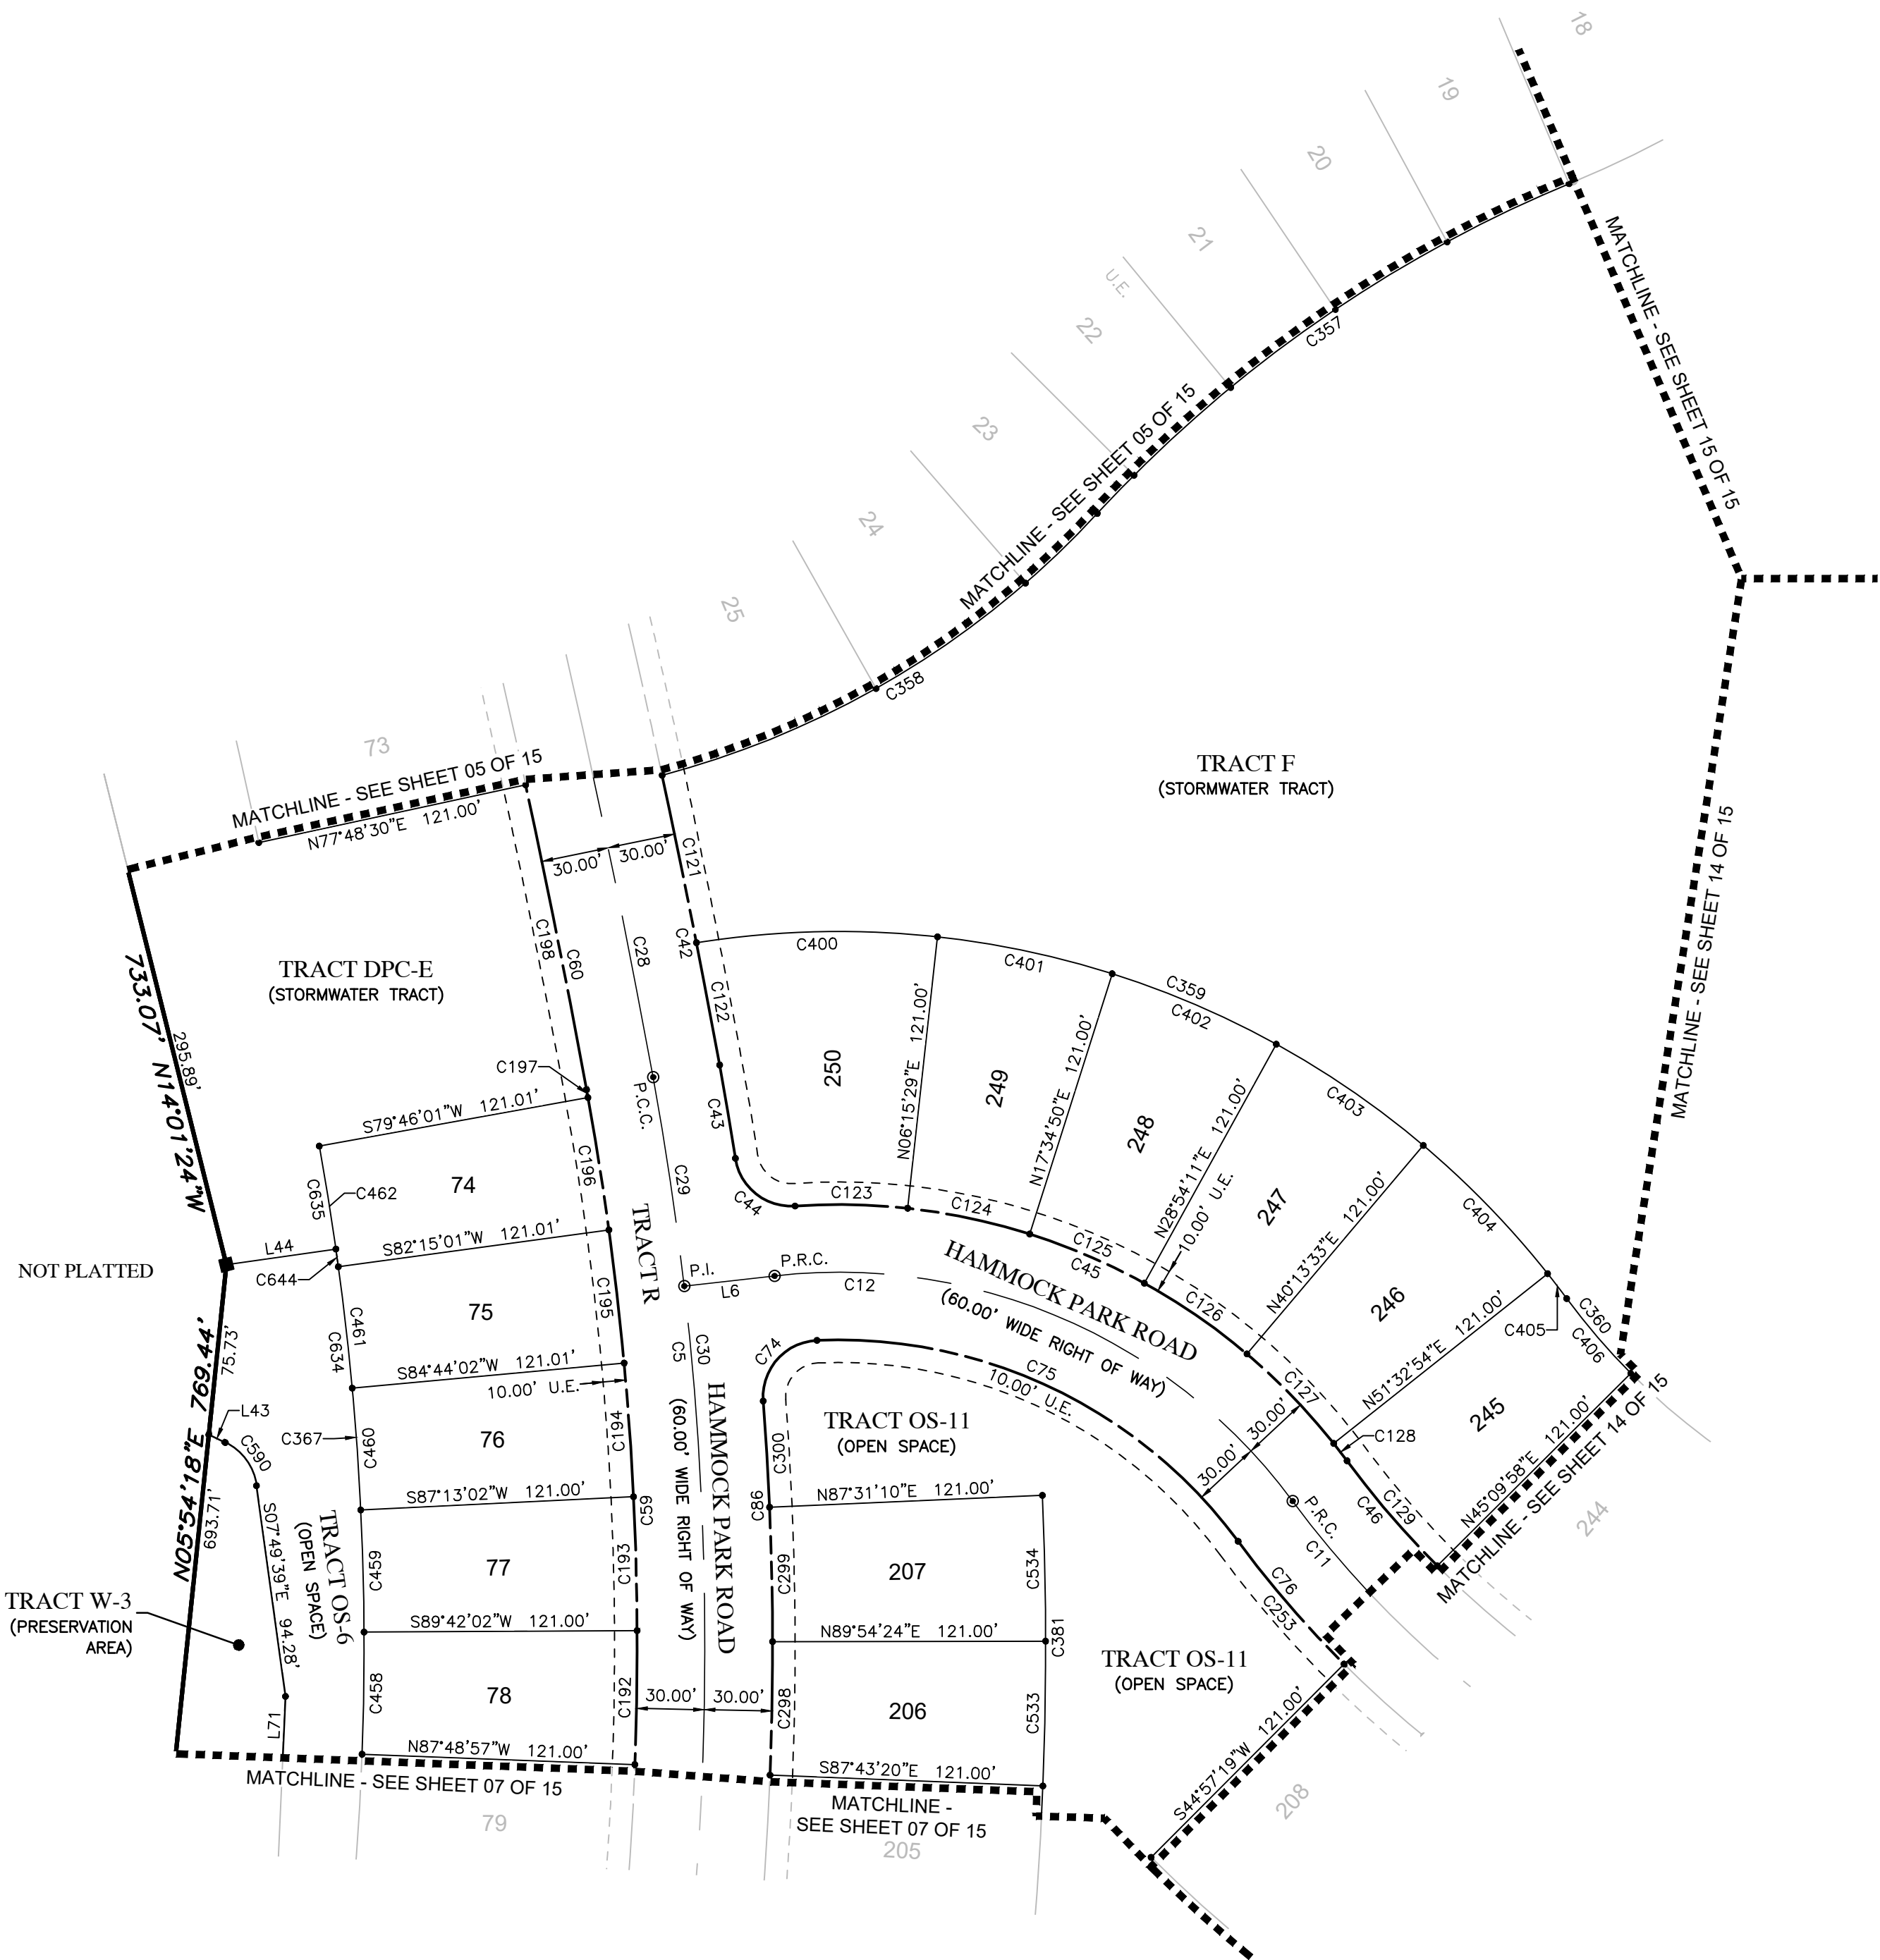 18
19
20
21
U.E.
22
23
24
25
C357
C358
MATCHLINE - SEE SHEET 05 OF 15
MATCHLINE - SEE SHEET 15 OF 15
TRACT F
(STORMWATER TRACT)
MATCHLINE - SEE SHEET 14 OF 15
73
MATCHLINE - SEE SHEET 05 OF 15
N77°48'30"E 121.00'
30.00'
30.00'
C121
C198
C60
C28
C42
C122
C43
C44
TRACT DPC-E
(STORMWATER TRACT)
733.07' N14°01'24"W
295.89'
C197
P.C.C.
S79°46'01"W 121.01'
C635
C462
74
C196
C29
TRACT R
L44
C644
S82°15'01"W 121.01'
NOT PLATTED
P.I.
L6
P.R.C.
C12
C461
C634
75
C195
S84°44'02"W 121.01'
10.00' U.E.
N05°54'18"E 769.44'
75.73'
693.71'
L43
C590
C367
C460
76
C194
S87°13'02"W 121.00'
C59
S07°49'39"E 94.28'
TRACT OS-6
(OPEN SPACE)
C459
77
C193
S89°42'02"W 121.00'
TRACT W-3
(PRESERVATION
AREA)
L71
C458
78
C192
N87°48'57"W 121.00'
MATCHLINE - SEE SHEET 07 OF 15
79
C5
C30
HAMMOCK PARK ROAD
(60.00' WIDE RIGHT OF WAY)
30.00'
30.00'
C400
C401
C359
C402
C403
C404
C405
C360
C406
250
N06°15'29"E 121.00'
249
N17°34'50"E 121.00'
248
N28°54'11"E 121.00'
10.00' U.E.
247
N40°13'33"E 121.00'
246
N51°32'54"E 121.00'
245
N45°09'58"E 121.00'
MATCHLINE - SEE SHEET 14 OF 15
244
C123
C124
C125
C45
C126
C127
C128
C46
C129
HAMMOCK PARK ROAD
(60.00' WIDE RIGHT OF WAY)
30.00'
30.00'
P.R.C.
C11
C74
C75
10.00' U.E.
C76
C253
TRACT OS-11
(OPEN SPACE)
C300
C86
N87°31'10"E 121.00'
C299
207
C534
N89°54'24"E 121.00'
C381
C298
206
C533
S87°43'20"E 121.00'
MATCHLINE -
SEE SHEET 07 OF 15
205
TRACT OS-11
(OPEN SPACE)
S44°57'19"W 121.00'
208